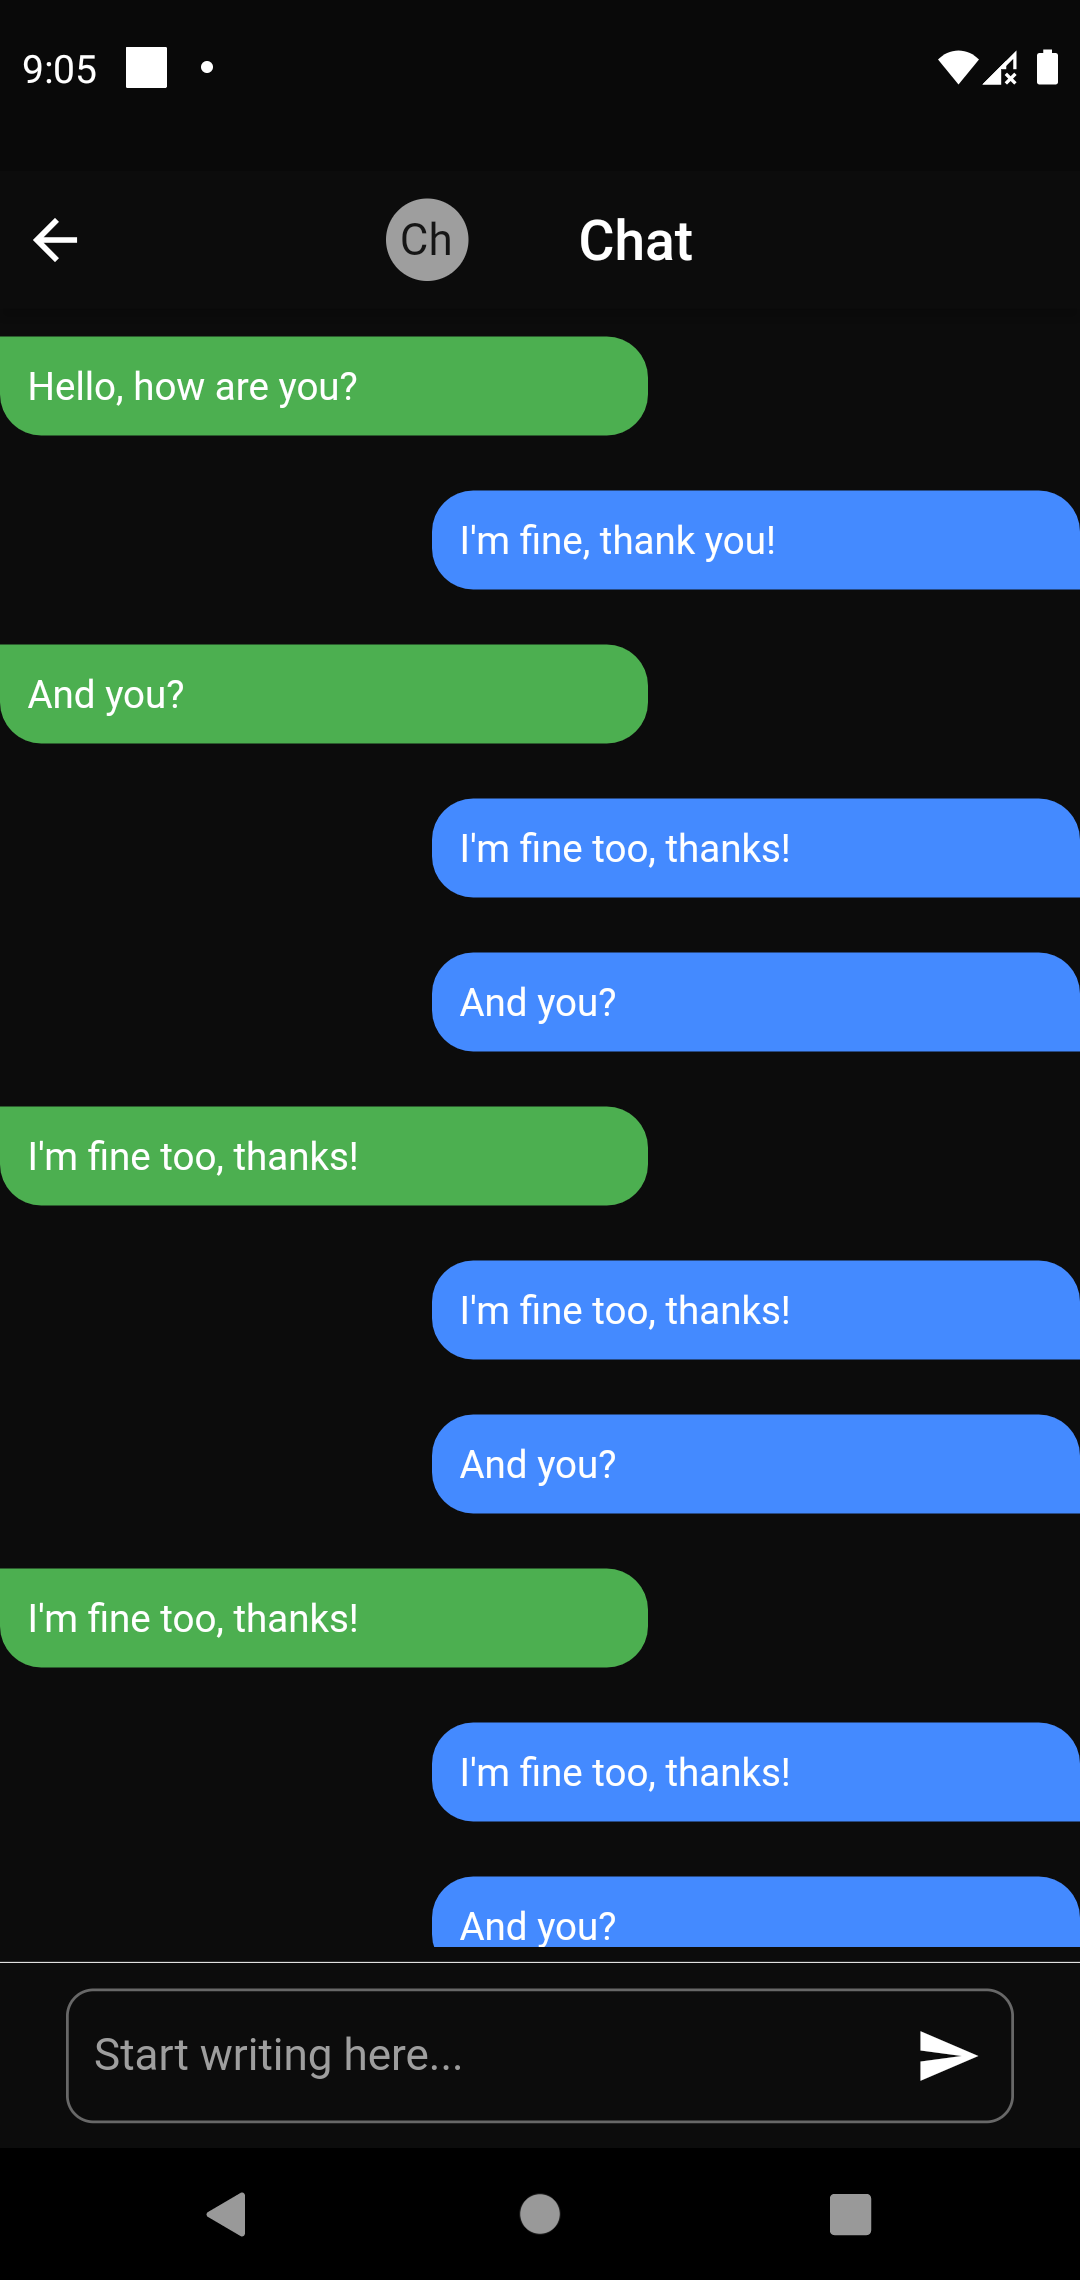 9:05
Ch Chat
Hello, how are you?
I'm fine, thank you!
And you?
I'm fine too, thanks!
And you?
I'm fine too, thanks!
I'm fine too, thanks!
And you?
I'm fine too, thanks!
I'm fine too, thanks!
And you?
Start writing here...